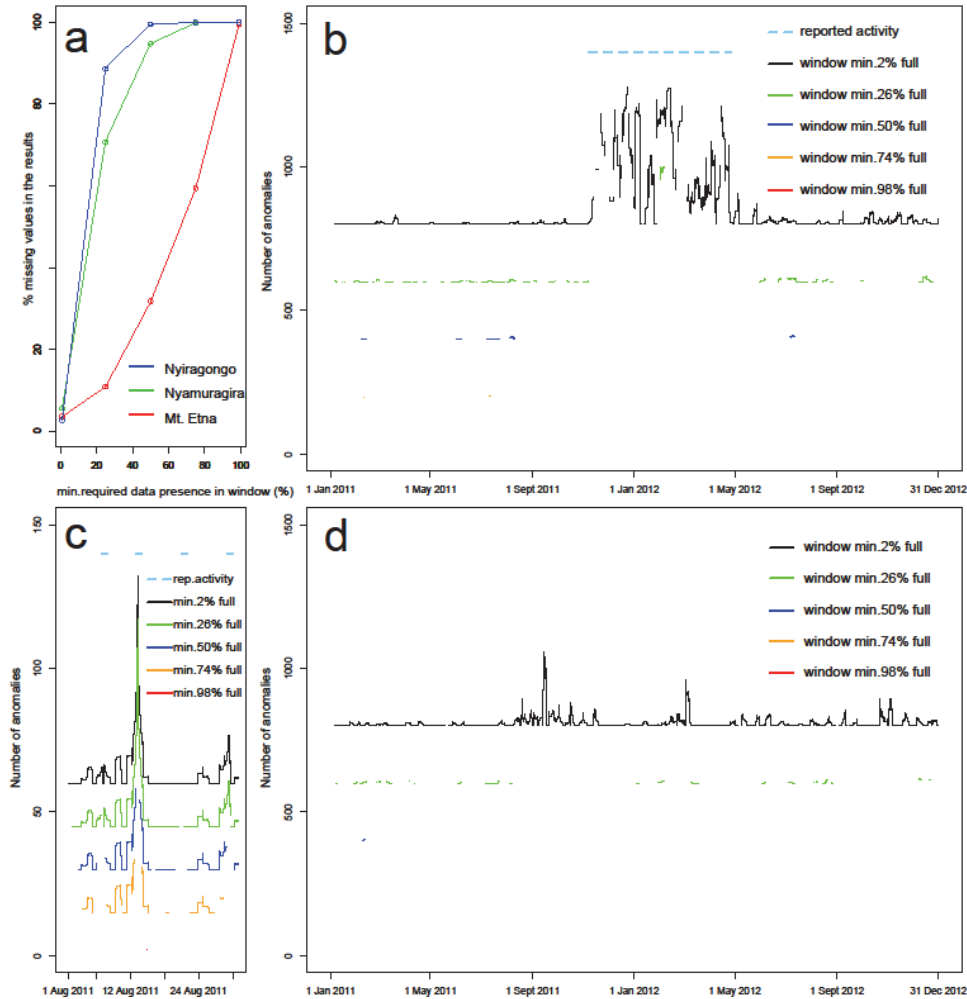 a
% missing values in the results
100
80
20
0
Nyiragongo
Nyamuragira
Mt. Etna
0 20 40 60 80 100
min.required data presence in window (%)
b
Number of anomalies
1500
1000
500
0
reported activity
window min.2% full
window min.26% full
window min.50% full
window min.74% full
window min.98% full
1 Jan 2011 1 May 2011 1 Sept 2011 1 Jan 2012 1 May 2012 1 Sept 2012 31 Dec 2012
c
Number of anomalies
150
100
50
0
rep.activity
min.2% full
min.26% full
min.50% full
min.74% full
min.98% full
1 Aug 2011 12 Aug 2011 24 Aug 2011
d
Number of anomalies
1500
1000
500
0
window min.2% full
window min.26% full
window min.50% full
window min.74% full
window min.98% full
1 Jan 2011 1 May 2011 1 Sept 2011 1 Jan 2012 1 May 2012 1 Sept 2012 31 Dec 2012